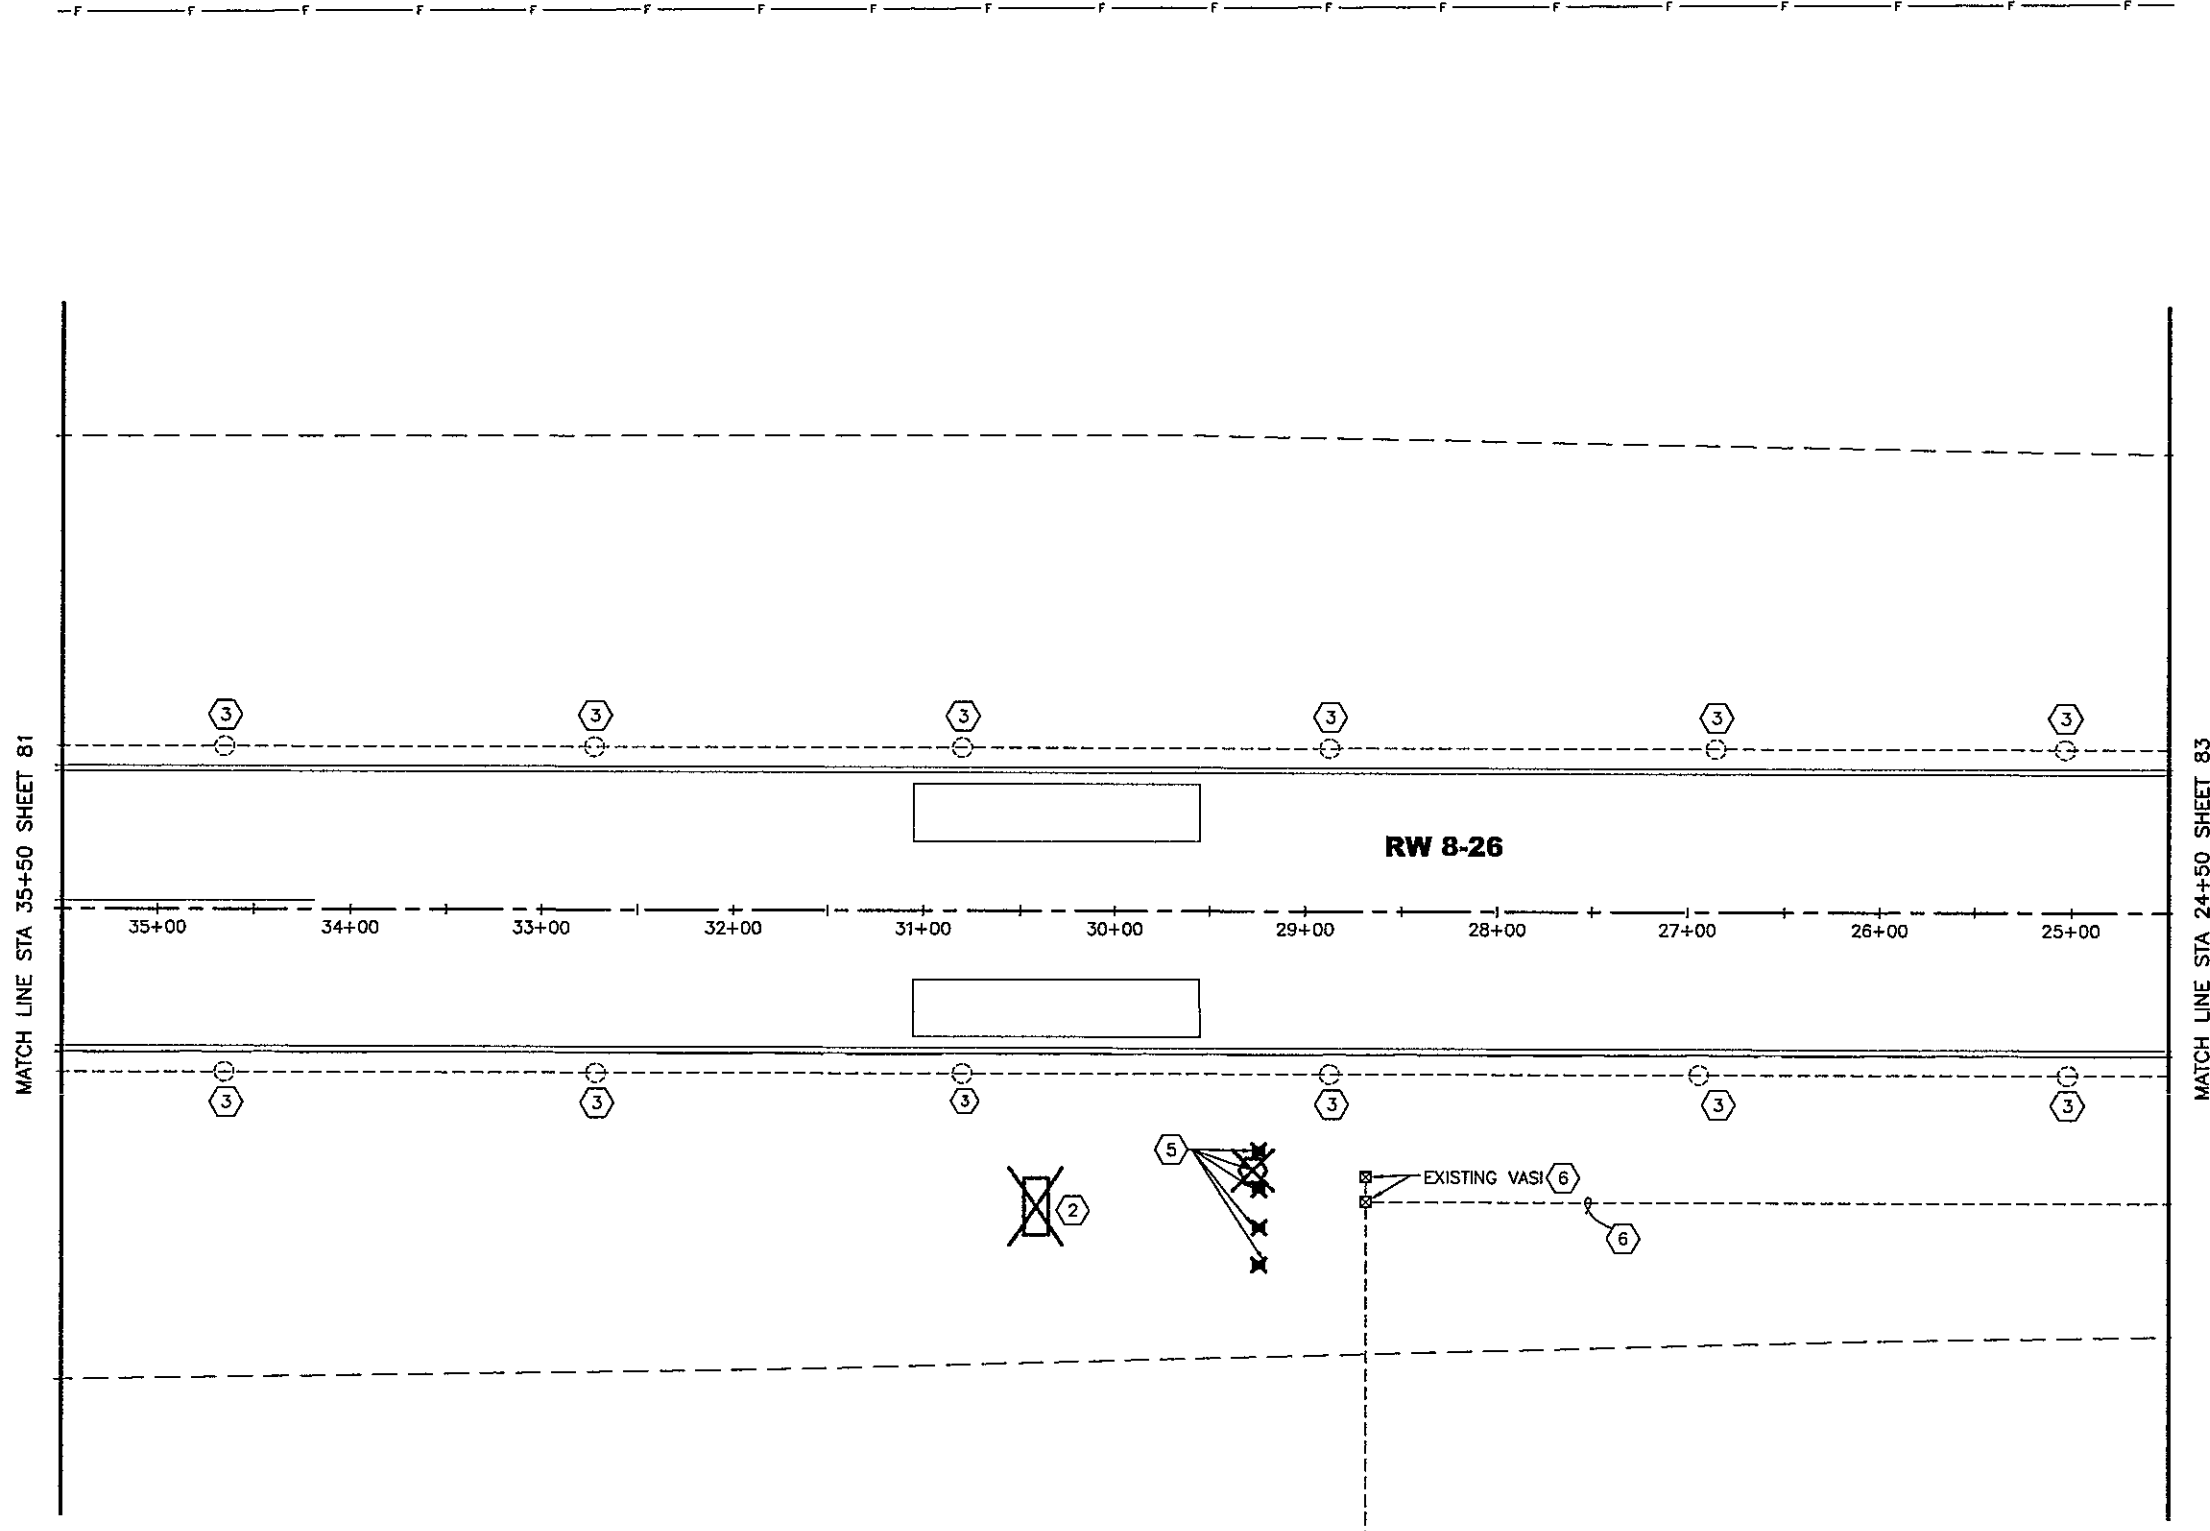 F F F F F F F F F F F F F F F F F F F
MATCH LINE STA 35+50 SHEET 81
3 3 3 3 3 3
RW 8-26
35+00 34+00 33+00 32+00 31+00 30+00 29+00 28+00 27+00 26+00 25+00
3 3 3 3 3 3
5
EXISTING VASI 6
2
6
MATCH LINE STA 24+50 SHEET 83